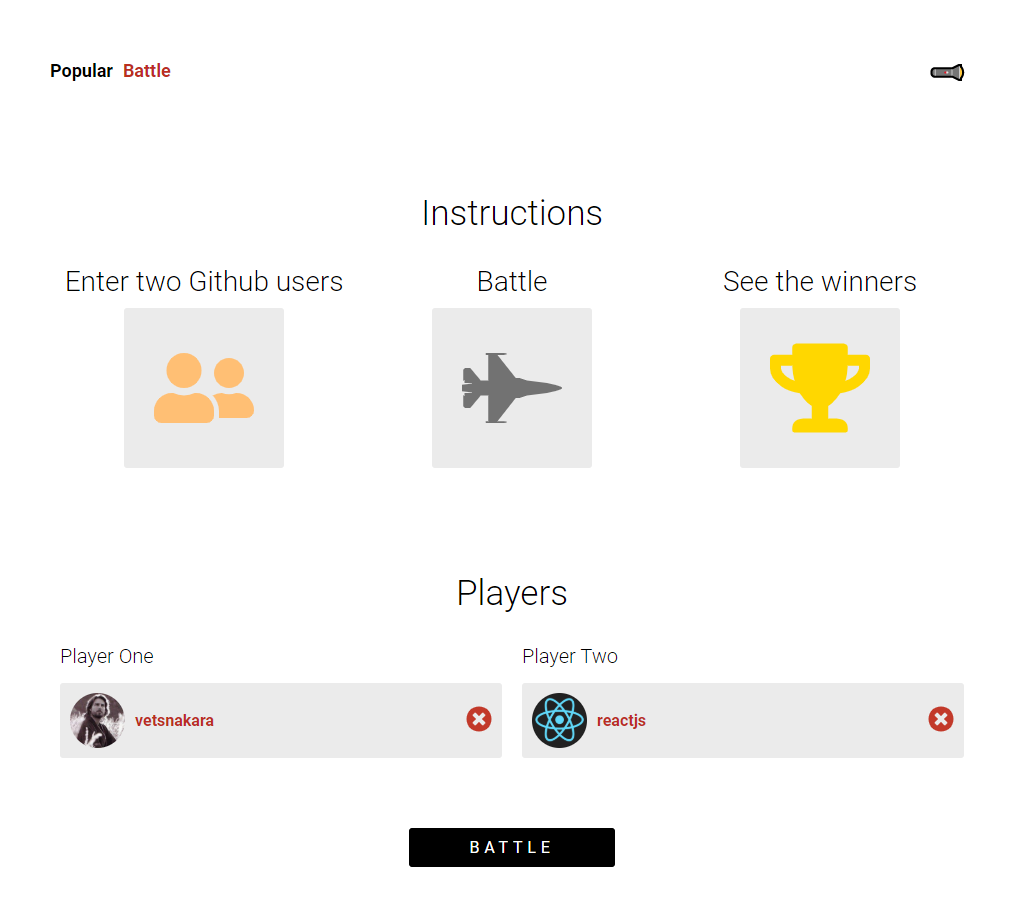 Popular Battle
Instructions
Enter two Github users
Battle
See the winners
Players
Player One
Player Two
vetsnakara
reactjs
BATTLE